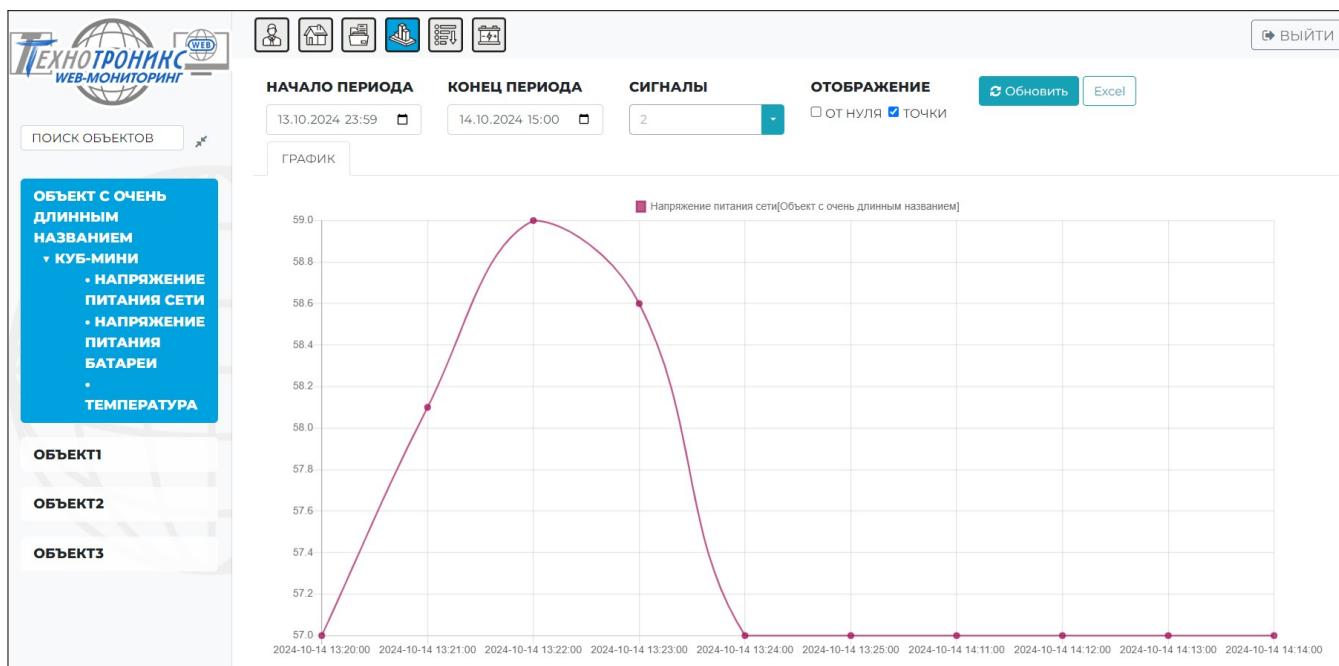 ТЕХНОТРОНИКС
WEB
WEB-МОНИТОРИНГ
ВЫЙТИ
ПОИСК ОБЪЕКТОВ
ОБЪЕКТ С ОЧЕНЬ
ДЛИННЫМ
НАЗВАНИЕМ
▾ КУБ-МИНИ
• НАПРЯЖЕНИЕ
ПИТАНИЯ СЕТИ
• НАПРЯЖЕНИЕ
ПИТАНИЯ
БАТАРЕИ
•
ТЕМПЕРАТУРА
ОБЪЕКТ1
ОБЪЕКТ2
ОБЪЕКТ3
НАЧАЛО ПЕРИОДА КОНЕЦ ПЕРИОДА СИГНАЛЫ ОТОБРАЖЕНИЕ
Обновить Excel
13.10.2024 23:59 14.10.2024 15:00 2 ОТ НУЛЯ ТОЧКИ
ГРАФИК
Напряжение питания сети[Объект с очень длинным названием]
59.0
58.8
58.6
58.4
58.2
58.0
57.8
57.6
57.4
57.2
57.0
2024-10-14 13:20:00 2024-10-14 13:21:00 2024-10-14 13:22:00 2024-10-14 13:23:00 2024-10-14 13:24:00 2024-10-14 13:25:00 2024-10-14 14:11:00 2024-10-14 14:12:00 2024-10-14 14:13:00 2024-10-14 14:14:00